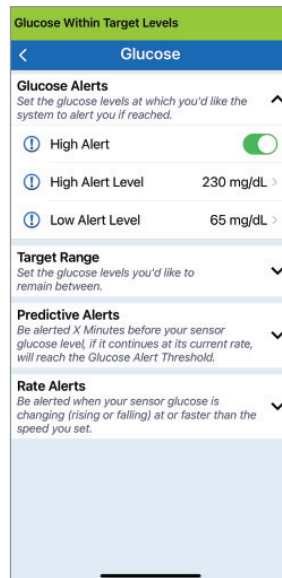 Glucose Within Target Levels
Glucose
Glucose Alerts
Set the glucose levels at which you'd like the
system to alert you if reached.
High Alert
High Alert Level 230 mg/dL
Low Alert Level 65 mg/dL
Target Range
Set the glucose levels you'd like to
remain between.
Predictive Alerts
Be alerted X Minutes before your sensor
glucose level, if it continues at its current rate,
will reach the Glucose Alert Threshold.
Rate Alerts
Be alerted when your sensor glucose is
changing (rising or falling) at or faster than the
speed you set.